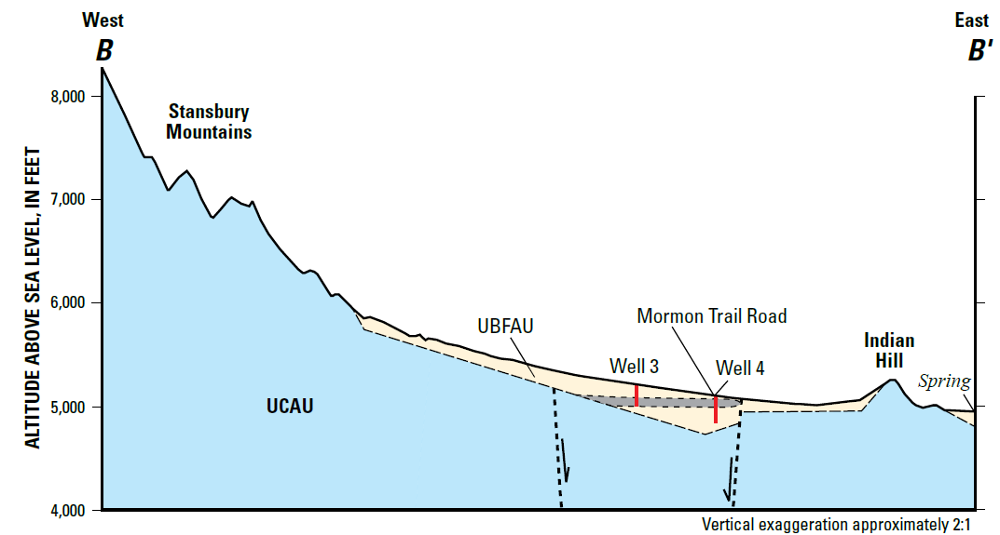 West
East
B
B'
8,000
Stansbury
Mountains
ALTITUDE ABOVE SEA LEVEL, IN FEET
7,000
6,000
UBFAU
Mormon Trail Road
Indian
Hill
Well 3
Well 4
Spring
5,000
UCAU
4,000
Vertical exaggeration approximately 2:1